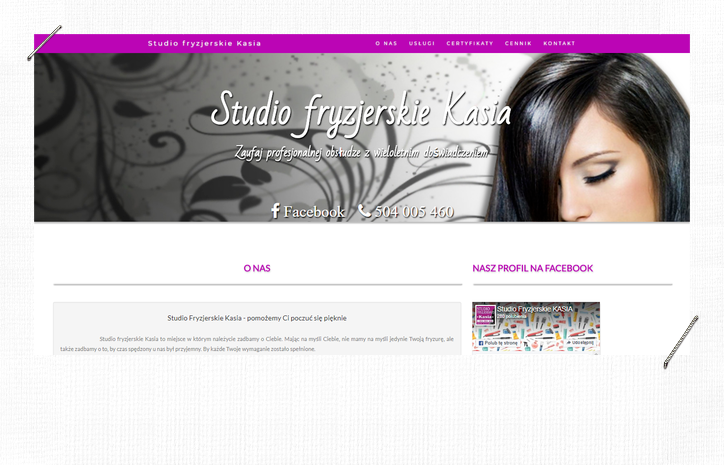 Studio fryzjerskie Kasia
O NAS USŁUGI CERTYFIKATY CENNIK KONTAKT
Studio fryzjerskie Kasia
Zaufaj profesjonalnej obsłudze z wieloletnim doświadczeniem
Facebook 504 005 460
O NAS
NASZ PROFIL NA FACEBOOK
Studio Fryzjerskie Kasia - pomożemy Ci poczuć się pięknie
Studio fryzjerskie Kasia to miejsce w którym należycie zadbamy o Ciebie. Mając na myśli Ciebie, nie mamy na myśl jedynie Twoją fryzurę, ale
także zadbamy o to, by czas spędzony u nas był przyjemny. By każde Twoje wymaganie zostało spełnione.
Studio Fryzjerskie KASIA
Kasia
Polub tę stronę
Udostępnij